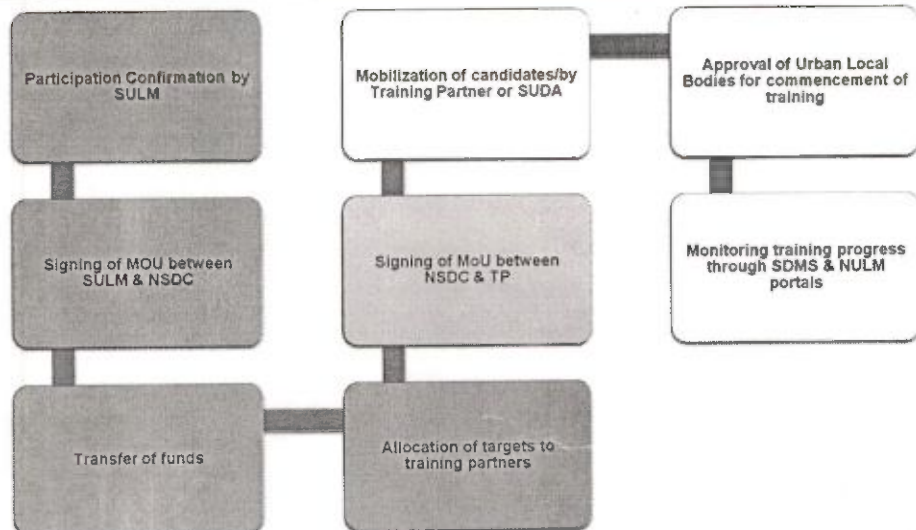 Participation Confirmation by
SULM
Signing of MOU between
SULM & NSDC
Transfer of funds
Allocation of targets to
training partners
Signing of MoU between
NSDC & TP
Mobilization of candidates/by
Training Partner or SUDA
Approval of Urban Local
Bodies for commencement of
training
Monitoring training progress
through SDMS & NULM
portals